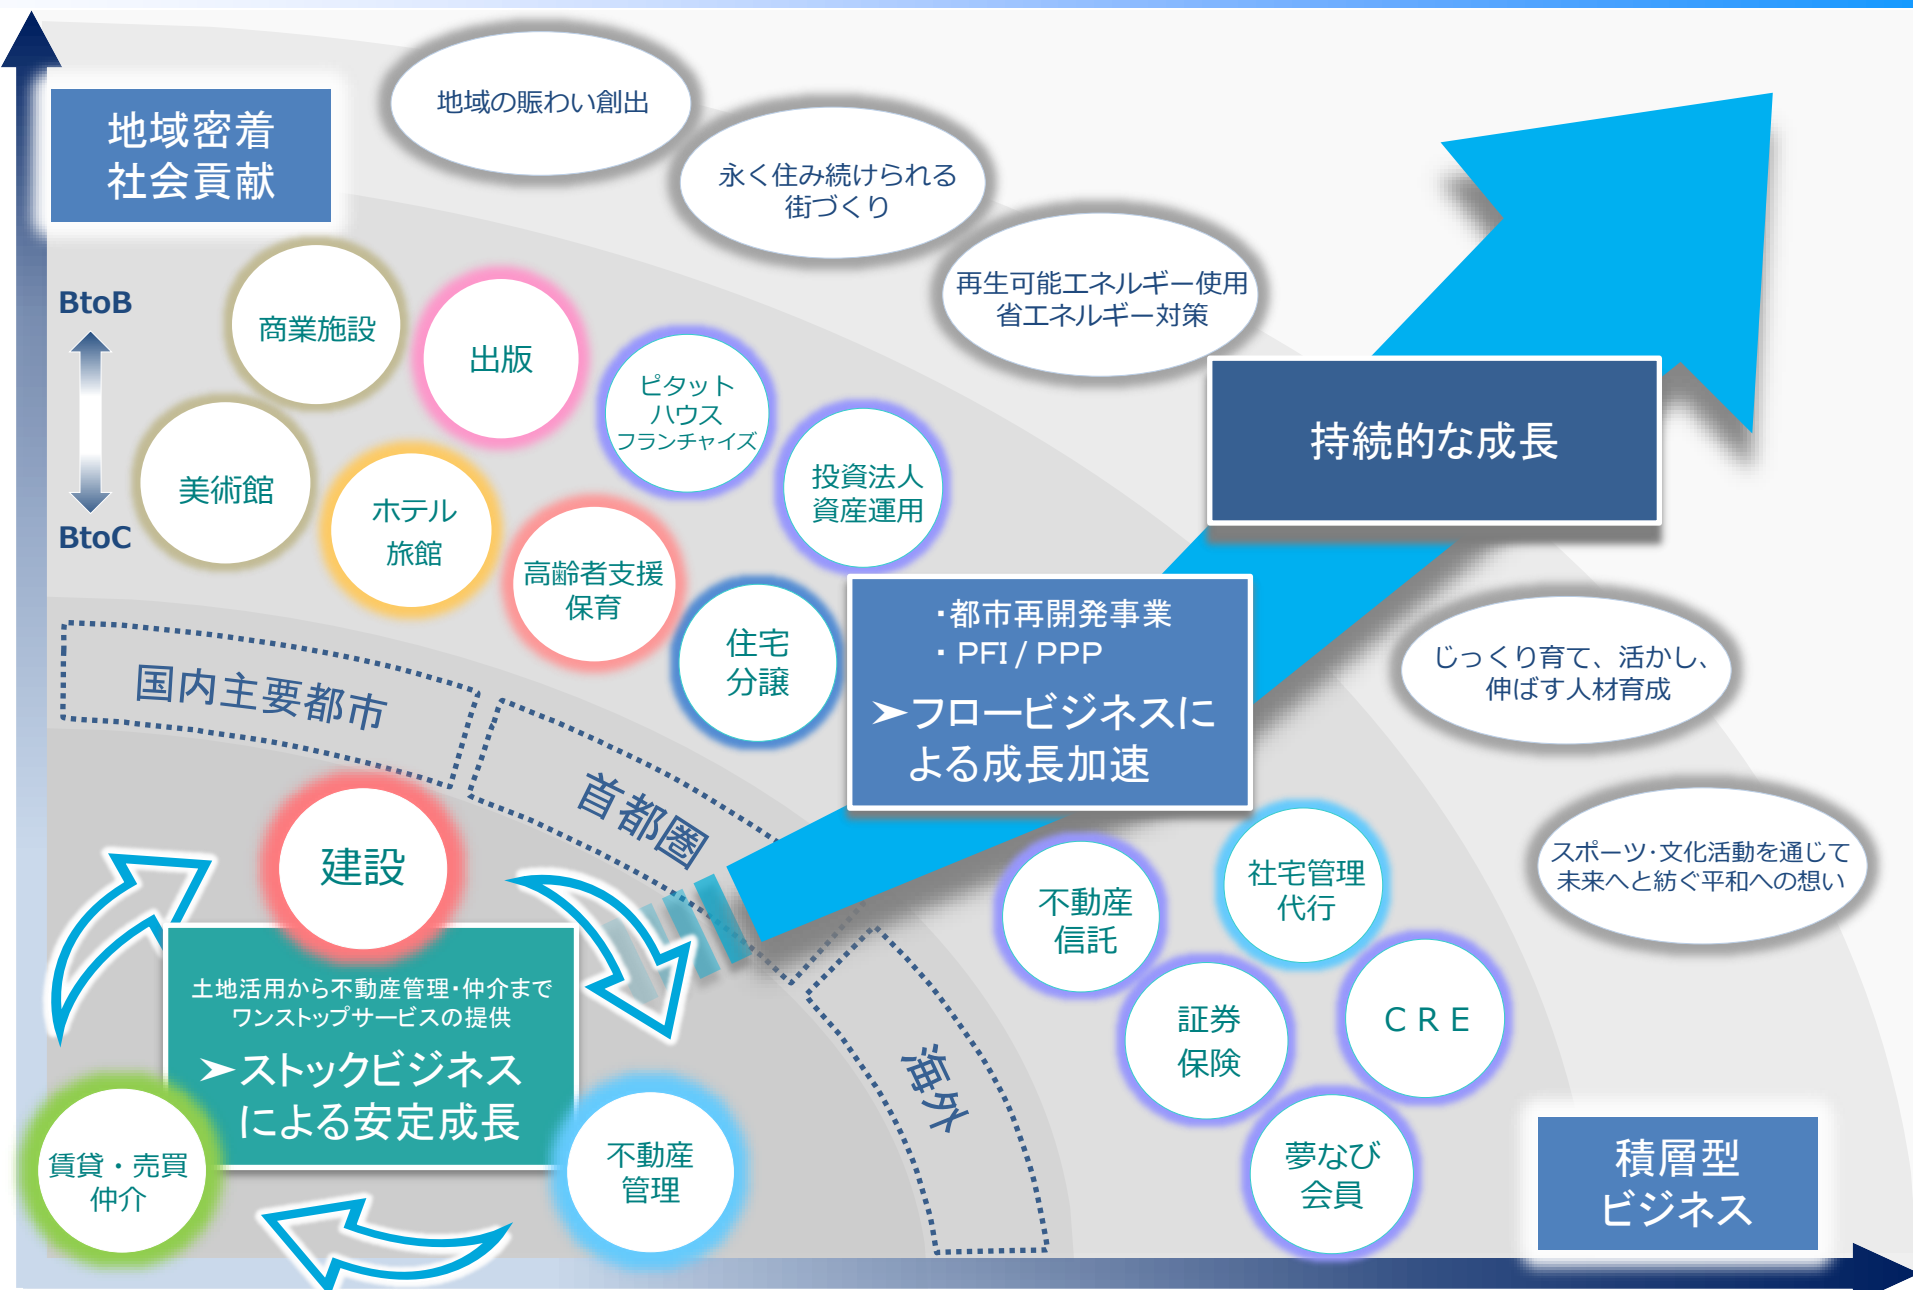 地域密着
社会貢献
地域の賑わい創出
永く住み続けられる
街づくり
再生可能エネルギー使用
省エネルギー対策
BtoB
BtoC
商業施設
出版
ピタット
ハウス
フランチャイズ
投資法人
資産運用
美術館
ホテル
旅館
高齢者支援
保育
住宅
分譲
持続的な成長
・都市再開発事業
・PFI/PPP
➤フロービジネスに
よる成長加速
じっくり育て、活かし、
伸ばす人材育成
スポーツ・文化活動を通じて
未来へと紡ぐ平和への想い
国内主要都市
首都圏
海外
建設
土地活用から不動産管理・仲介まで
ワンストップサービスの提供
➤ストックビジネス
による安定成長
賃貸・売買
仲介
不動産
管理
不動産
信託
社宅管理
代行
証券
保険
ＣＲＥ
夢なび
会員
積層型
ビジネス